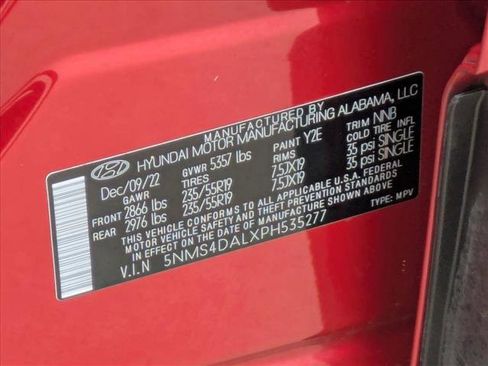 MANUFACTURED BY
HYUNDAI MOTOR MANUFACTURING ALABAMA, LLC
Dec/09/22 GVWR 5357 lbs PAINT Y2E TRIM NNB
GAWR TIRES RIMS COLD TIRE INFL
FRONT 2866 lbs 235/55R19 7.5JX19 35 psi SINGLE
REAR 2976 lbs 235/55R19 7.5JX19 35 psi SINGLE
THIS VEHICLE CONFORMS TO ALL APPLICABLE U.S.A. FEDERAL
MOTOR VEHICLE SAFETY AND THEFT PREVENTION STANDARDS
IN EFFECT ON THE DATE OF MANUFACTURE SHOWN ABOVE.
V.I.N 5NMS4DALXPH535277 TYPE: MPV